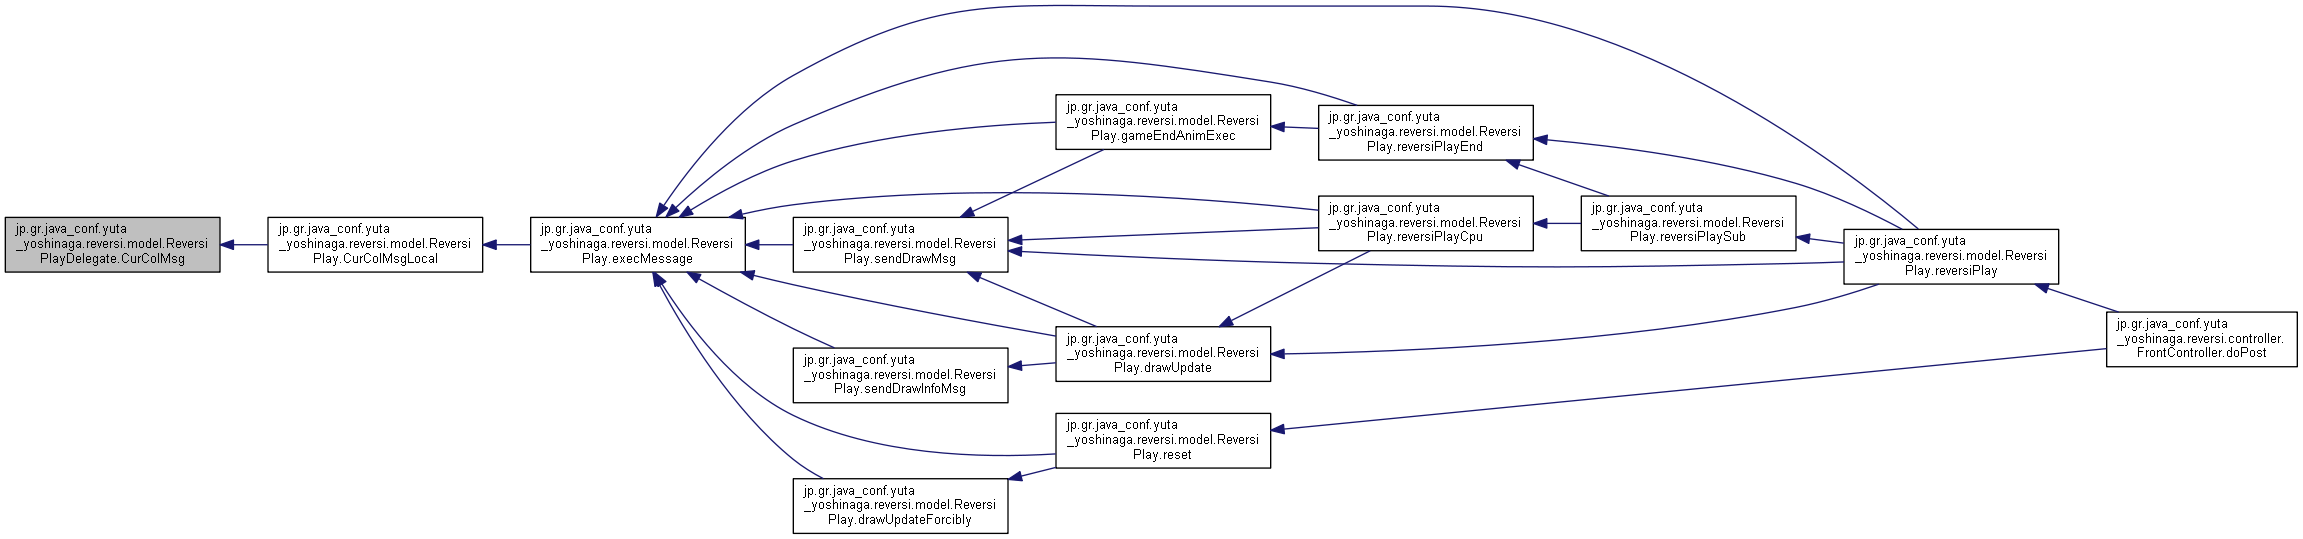 jp.gr.java_conf.yuta
_yoshinaga.reversi.model.Reversi
PlayDelegate.CurColMsg
jp.gr.java_conf.yuta
_yoshinaga.reversi.model.Reversi
Play.CurColMsgLocal
jp.gr.java_conf.yuta
_yoshinaga.reversi.model.Reversi
Play.execMessage
jp.gr.java_conf.yuta
_yoshinaga.reversi.model.Reversi
Play.gameEndAnimExec
jp.gr.java_conf.yuta
_yoshinaga.reversi.model.Reversi
Play.reversiPlayEnd
jp.gr.java_conf.yuta
_yoshinaga.reversi.model.Reversi
Play.sendDrawMsg
jp.gr.java_conf.yuta
_yoshinaga.reversi.model.Reversi
Play.reversiPlayCpu
jp.gr.java_conf.yuta
_yoshinaga.reversi.model.Reversi
Play.reversiPlaySub
jp.gr.java_conf.yuta
_yoshinaga.reversi.model.Reversi
Play.reversiPlay
jp.gr.java_conf.yuta
_yoshinaga.reversi.model.Reversi
Play.sendDrawInfoMsg
jp.gr.java_conf.yuta
_yoshinaga.reversi.model.Reversi
Play.drawUpdate
jp.gr.java_conf.yuta
_yoshinaga.reversi.controller.
FrontController.doPost
jp.gr.java_conf.yuta
_yoshinaga.reversi.model.Reversi
Play.reset
jp.gr.java_conf.yuta
_yoshinaga.reversi.model.Reversi
Play.drawUpdateForcibly